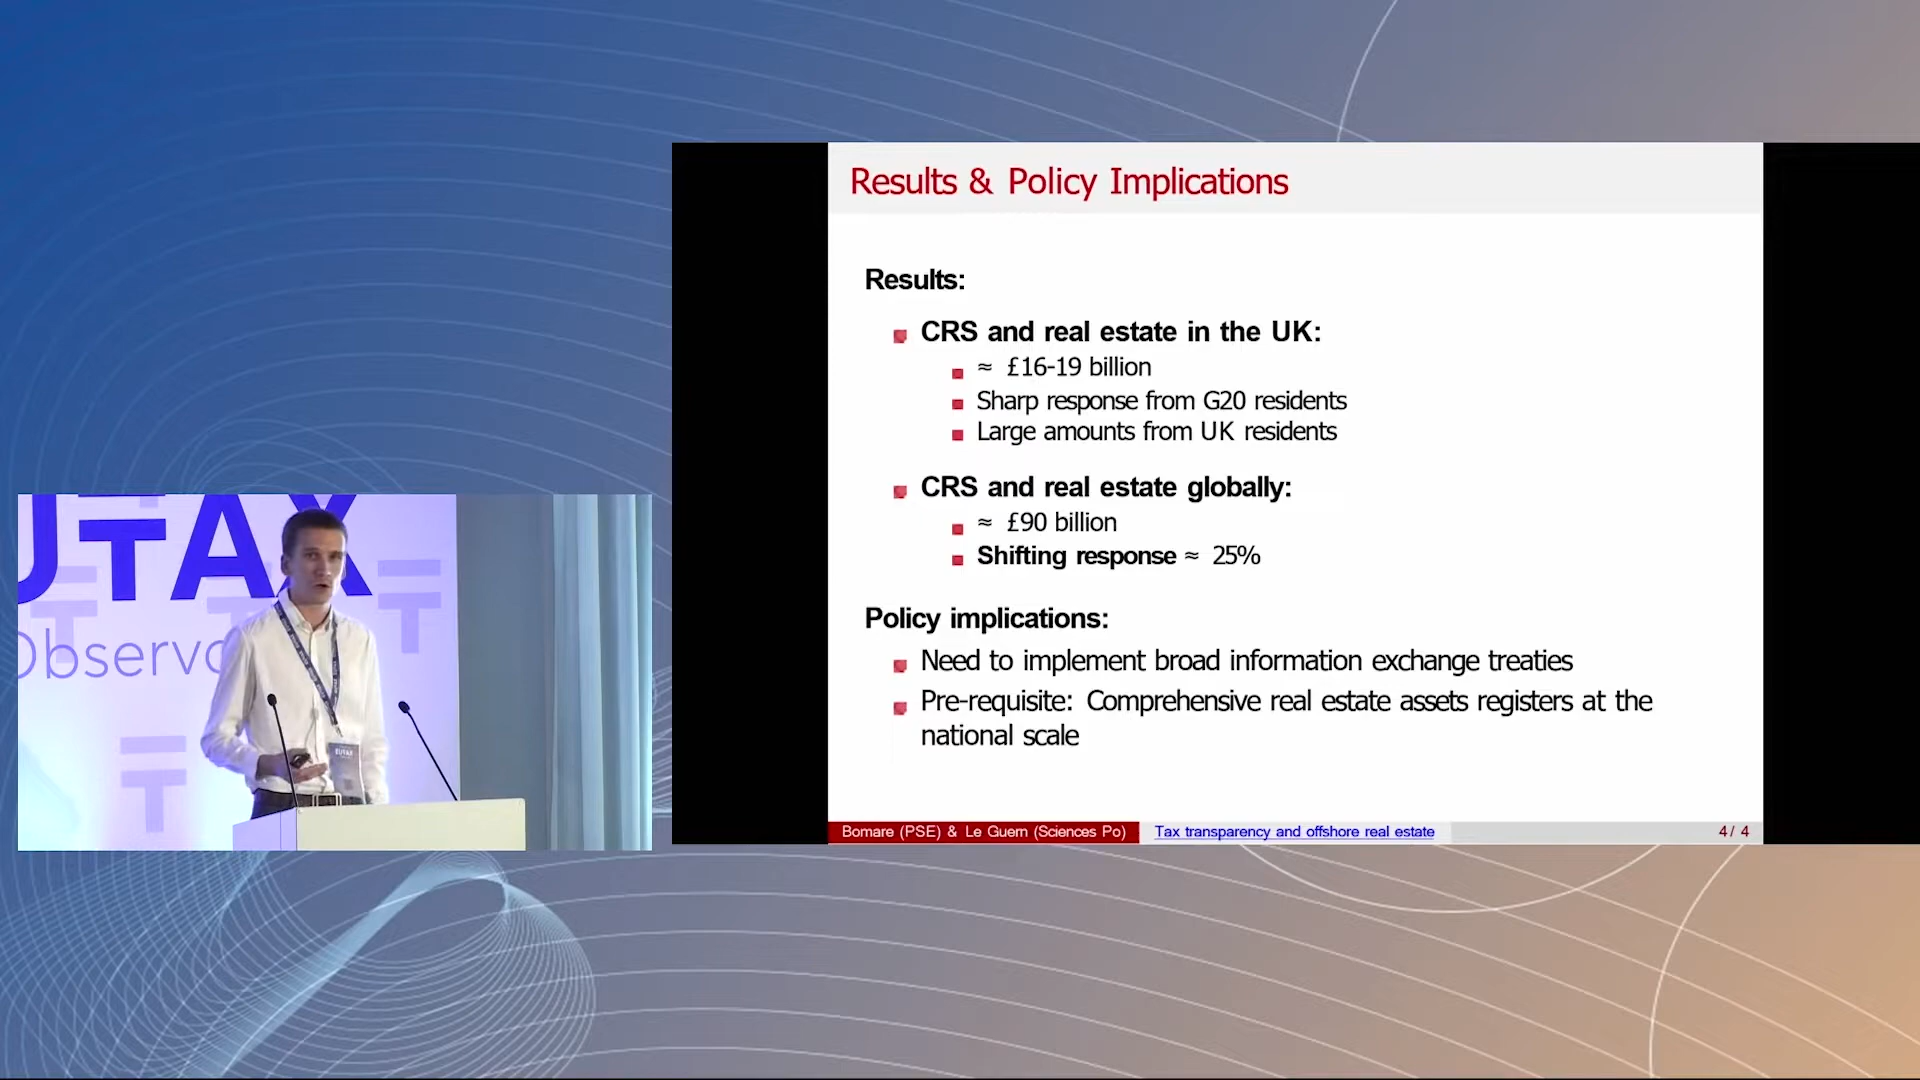 Results & Policy Implications
Results:
CRS and real estate in the UK:
≈ £16-19 billion
Sharp response from G20 residents
Large amounts from UK residents
CRS and real estate globally:
≈ £90 billion
Shifting response ≈ 25%
Policy implications:
Need to implement broad information exchange treaties
Pre-requisite: Comprehensive real estate assets registers at the
national scale
Bomare (PSE) & Le Guern (Sciences Po) Tax transparency and offshore real estate 4 / 4
UTAX
Observa
EUTAX